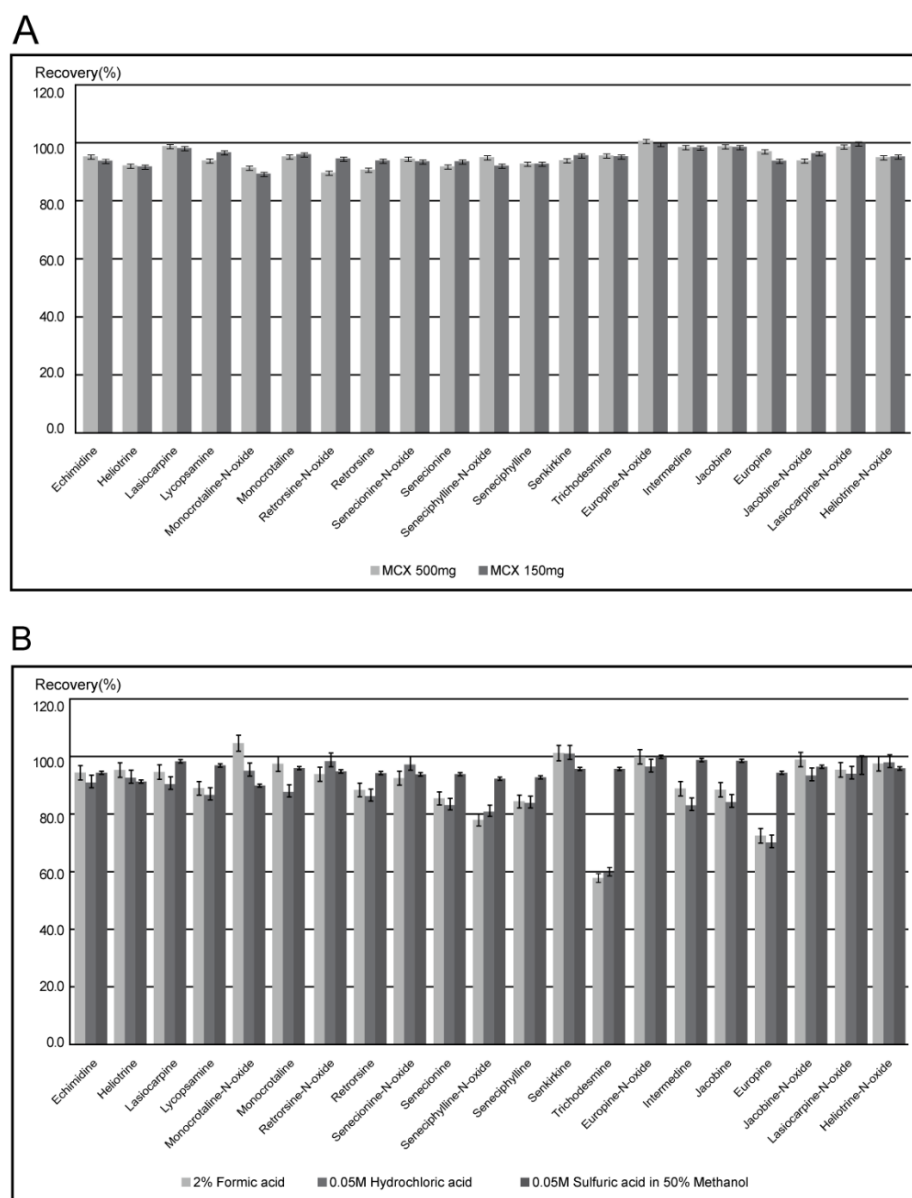 A
Recovery(%)
120.0
100.0
80.0
60.0
40.0
20.0
0.0
Echimidine
Heliotrine
Lasiocarpine
Lycopsamine
Monocrotaline-N-oxide
Monocrotaline
Retrorsine-N-oxide
Retrorsine
Senecionine-N-oxide
Senecionine
Seneciphylline-N-oxide
Seneciphylline
Senkirkine
Trichodesmine
Europine-N-oxide
Intermedine
Jacobine
Europine
Jacobine-N-oxide
Lasiocarpine-N-oxide
Heliotrine-N-oxide
MCX 500mg MCX 150mg
B
Recovery(%)
120.0
100.0
80.0
60.0
40.0
20.0
0.0
Echimidine
Heliotrine
Lasiocarpine
Lycopsamine
Monocrotaline-N-oxide
Monocrotaline
Retrorsine-N-oxide
Retrorsine
Senecionine-N-oxide
Senecionine
Seneciphylline-N-oxide
Seneciphylline
Senkirkine
Trichodesmine
Europine-N-oxide
Intermedine
Jacobine
Europine
Jacobine-N-oxide
Lasiocarpine-N-oxide
Heliotrine-N-oxide
2% Formic acid 0.05M Hydrochloric acid 0.05M Sulfuric acid in 50% Methanol